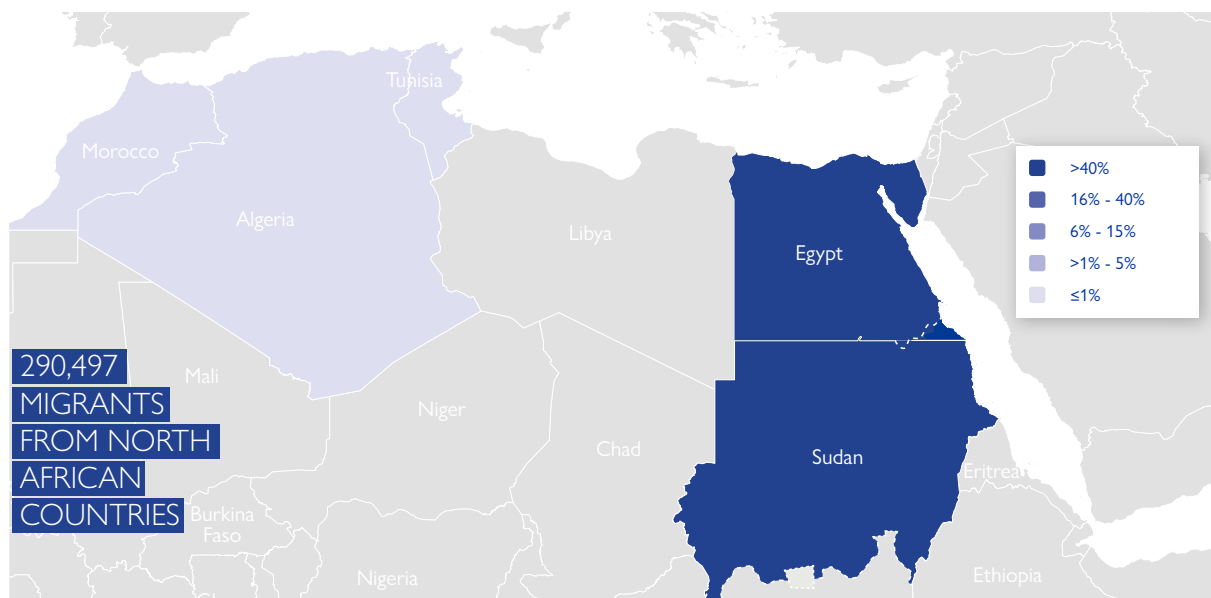 Tunisia
Morocco
Algeria
Libya
Egypt
>40%
16% - 40%
6% - 15%
>1% - 5%
≤1%
290,497
MIGRANTS
FROM NORTH
AFRICAN
COUNTRIES
Mali
Niger
Chad
Sudan
Eritrea
Burkina
Faso
Nigeria
Ethiopia